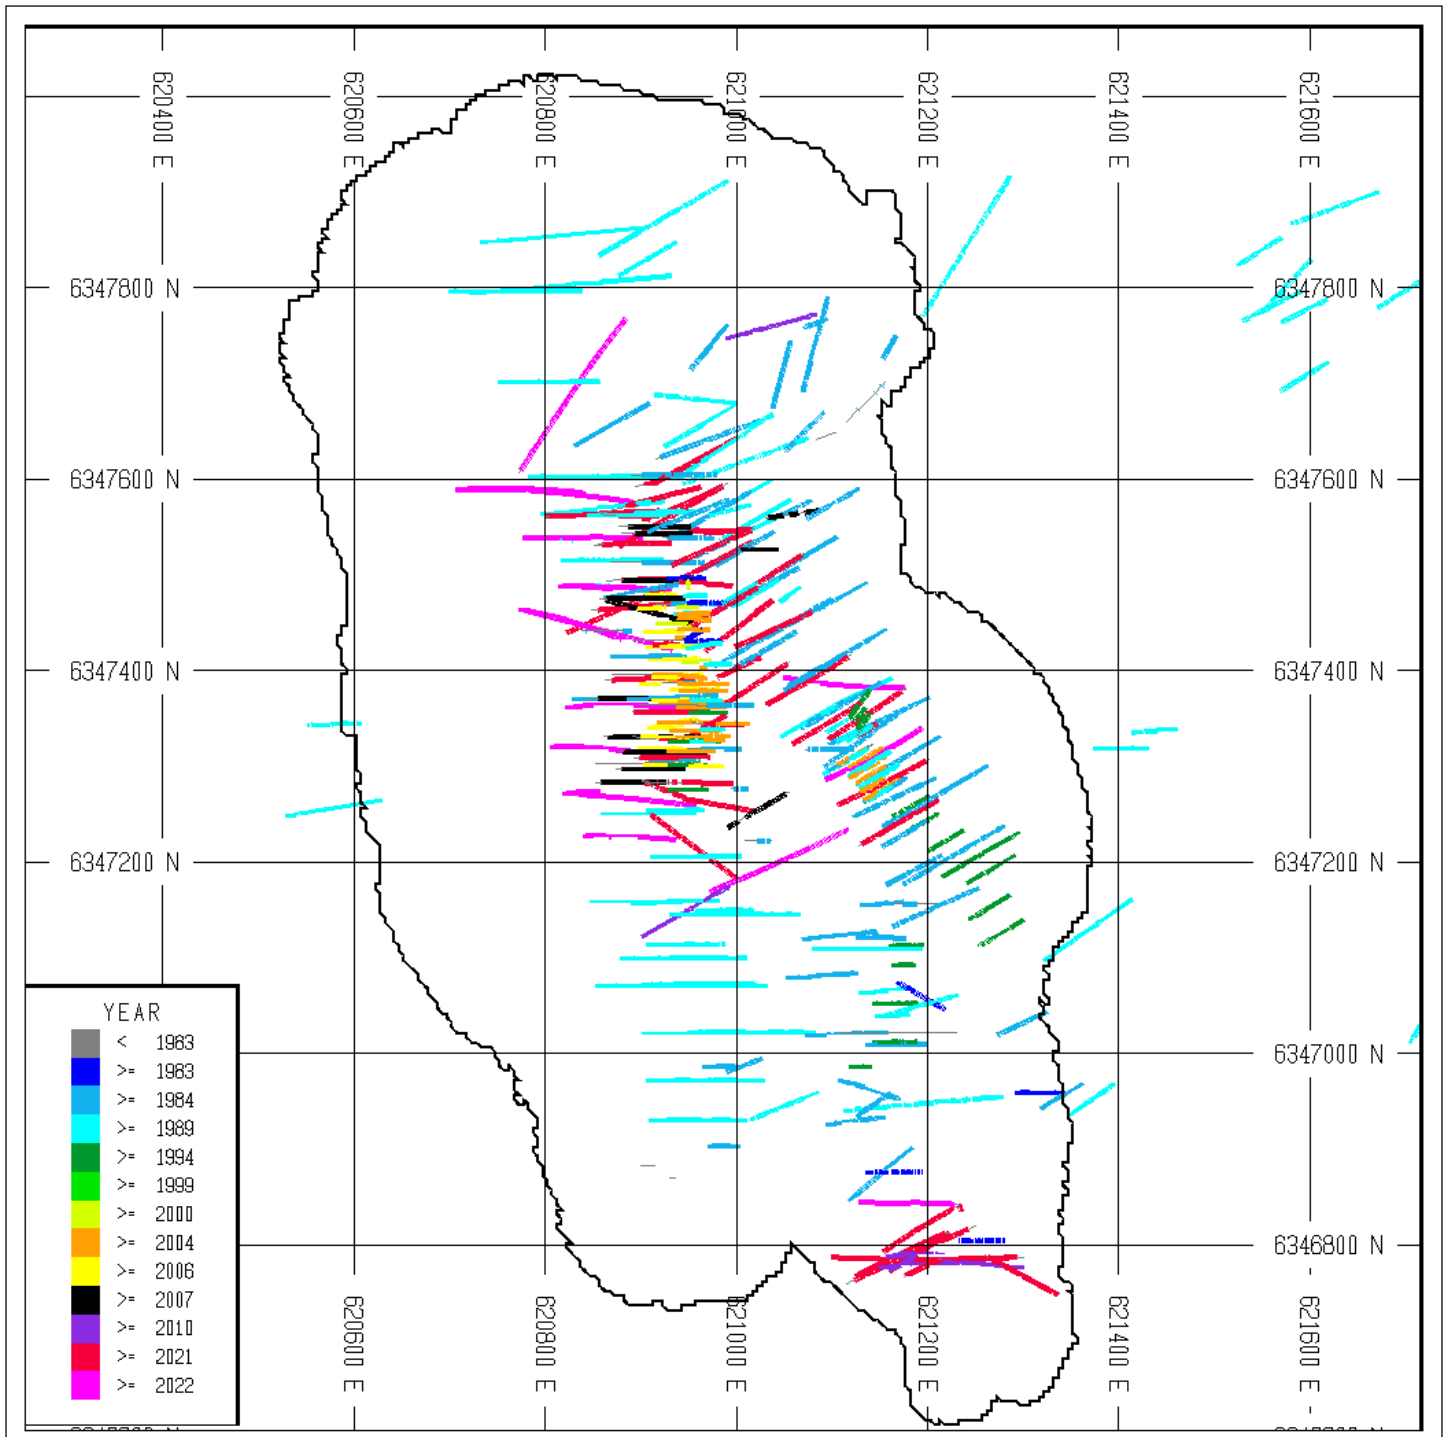 620400 E
620600 E
620800 E
621000 E
621200 E
621400 E
621600 E
6347800 N
6347800 N
6347600 N
6347600 N
6347400 N
6347400 N
6347200 N
6347200 N
6347000 N
6346800 N
620600 E
620800 E
621000 E
621200 E
621400 E
621600 E
YEAR
< 1983
>= 1983
>= 1984
>= 1989
>= 1994
>= 1999
>= 2000
>= 2004
>= 2006
>= 2007
>= 2010
>= 2021
>= 2022